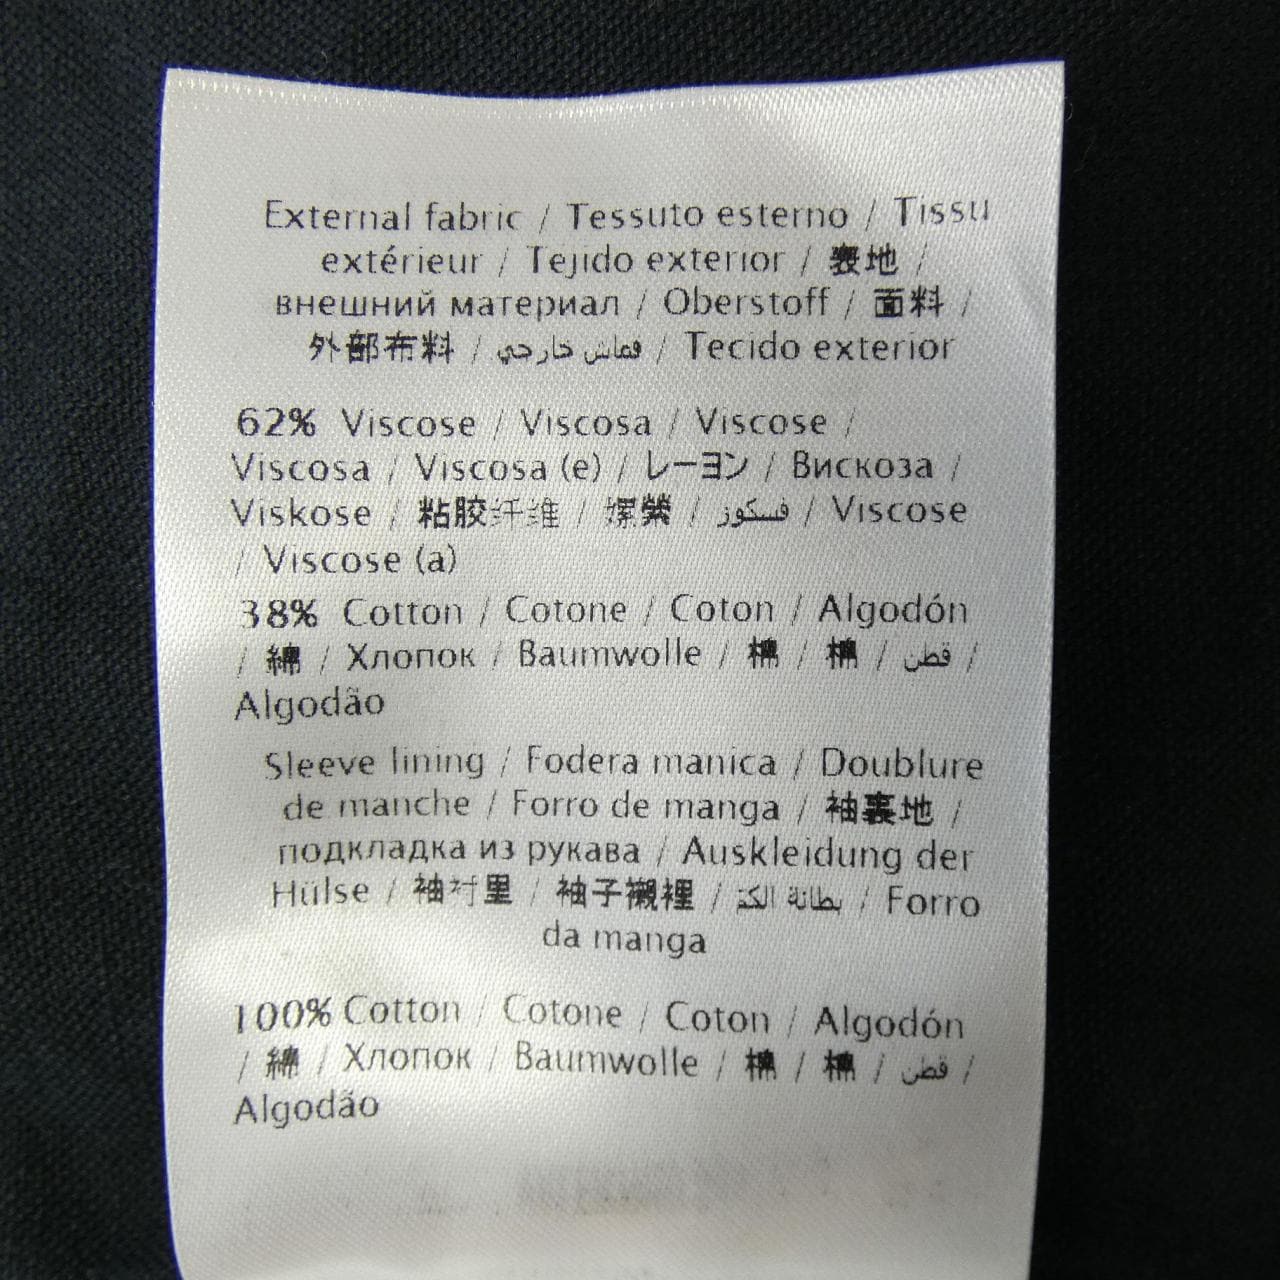 External fabric / Tessuto esterno / Tissu
extérieur / Tejido exterior / 表地 /
внешний материал / Oberstoff / 面料 /
外部布料 / قماش خارجي / Tecido exterior
62% Viscose / Viscosa / Viscose /
Viscosa / Viscosa (e) / レーヨン / Вискоза /
Viskose / 粘胶纤维 / 嫘縈 / فسكوز / Viscose
/ Viscose (a)
38% Cotton / Cotone / Coton / Algodón
/ 綿 / Хлопок / Baumwolle / 棉 / 棉 / قطن /
Algodão
Sleeve lining / Fodera manica / Doublure
de manche / Forro de manga / 袖裏地 /
подкладка из рукава / Auskleidung der
Hülse / 袖衬里 / 袖子襯裡 / بطانة الكم / Forro
da manga
100% Cotton / Cotone / Coton / Algodón
/ 綿 / Хлопок / Baumwolle / 棉 / 棉 / قطن /
Algodão